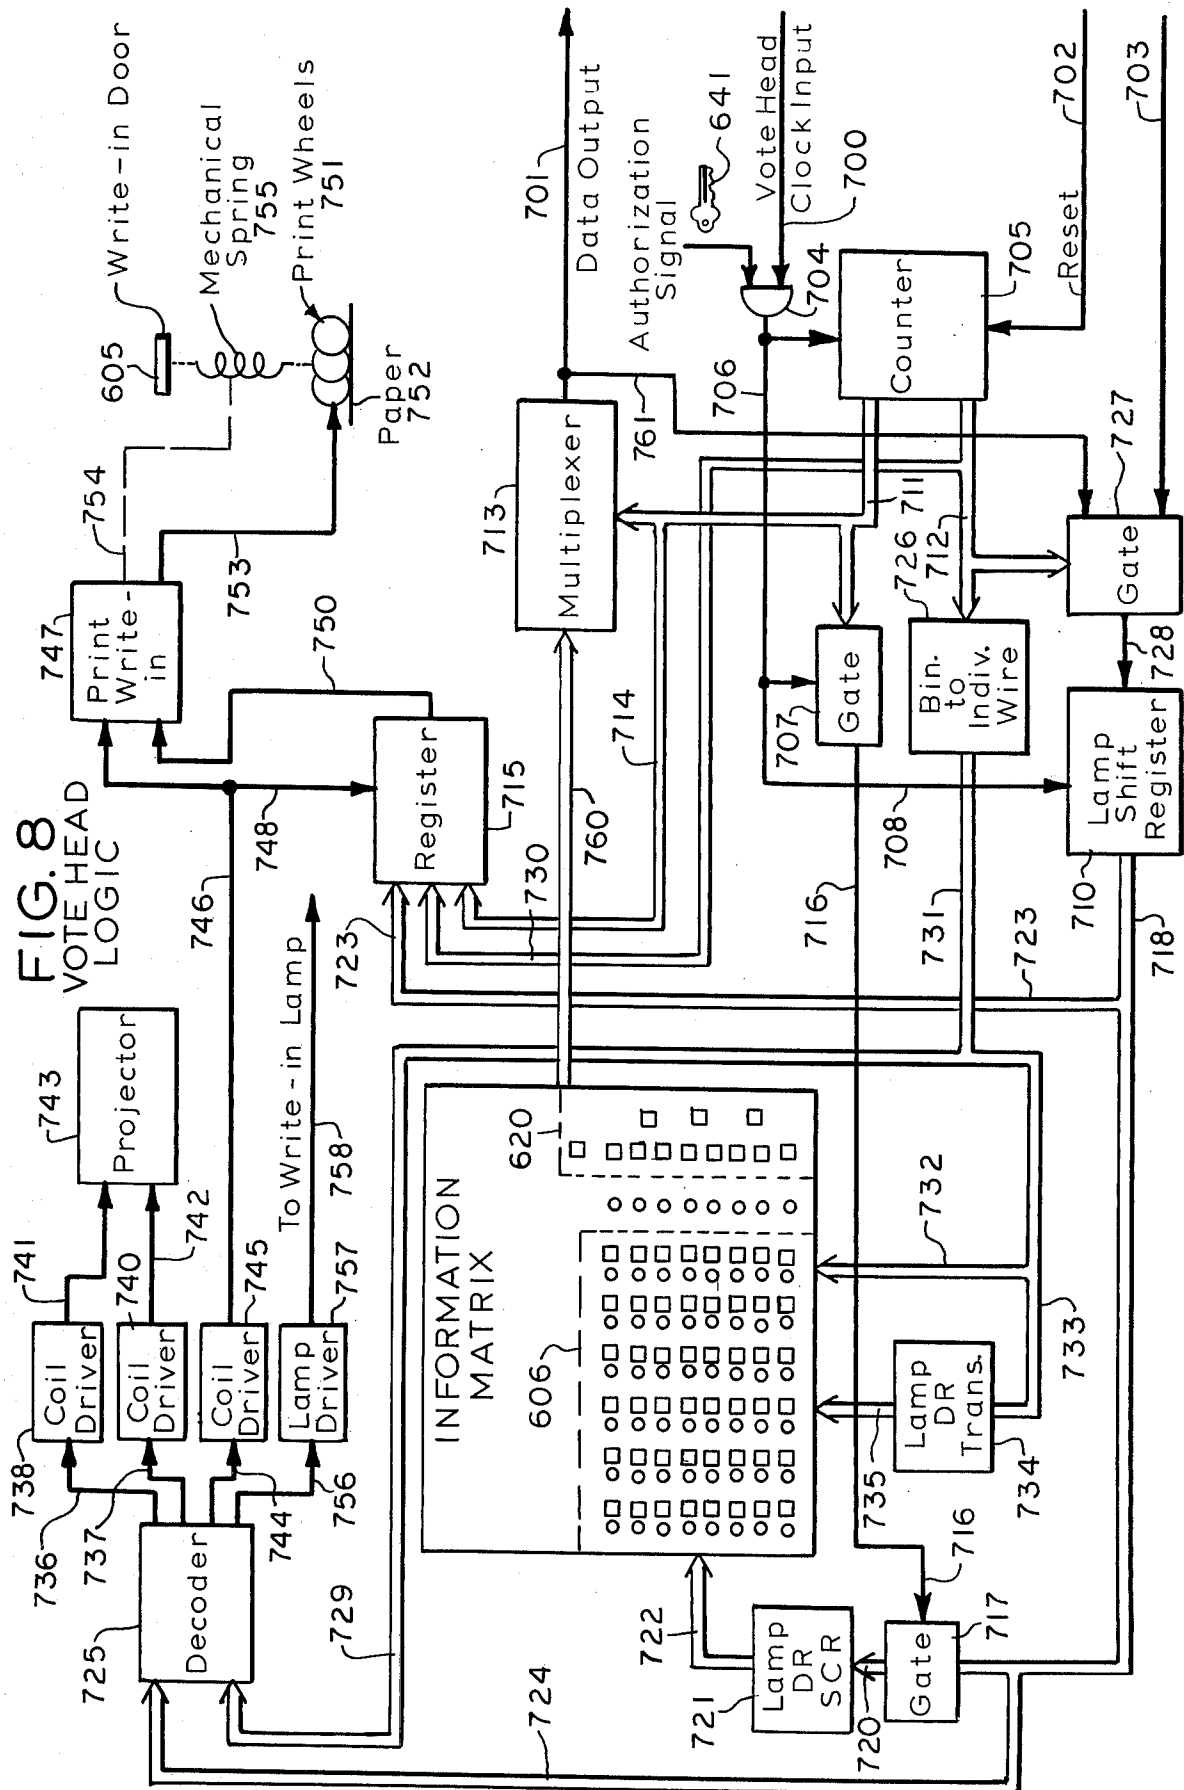 FIG. 8
VOTE HEAD
LOGIC
738
Coil
Driver
741
743
Projector
736
737
740
Coil
Driver
742
725
Decoder
744
Coil
Driver
745
746
756
Lamp
Driver
757
To Write-in Lamp
758
729
724
747
Print
Write-
in
754
753
748
750
605
Write-in Door
Mechanical
Spring
755
Print Wheels
751
Paper
752
723
Register
715
730
760
714
INFORMATION
MATRIX
606
620
713
Multiplexer
701
Data Output
761
Authorization
Signal
641
Vote Head
Clock Input
700
704
706
Counter
705
711
712
702
Reset
703
707
Gate
716
708
726
Bin.
to
Indiv.
Wire
731
727
Gate
728
710
Lamp
Shift
Register
718
723
732
733
735
Lamp
DR
Trans.
734
722
721
Lamp
DR
SCR
720
Gate
717
716